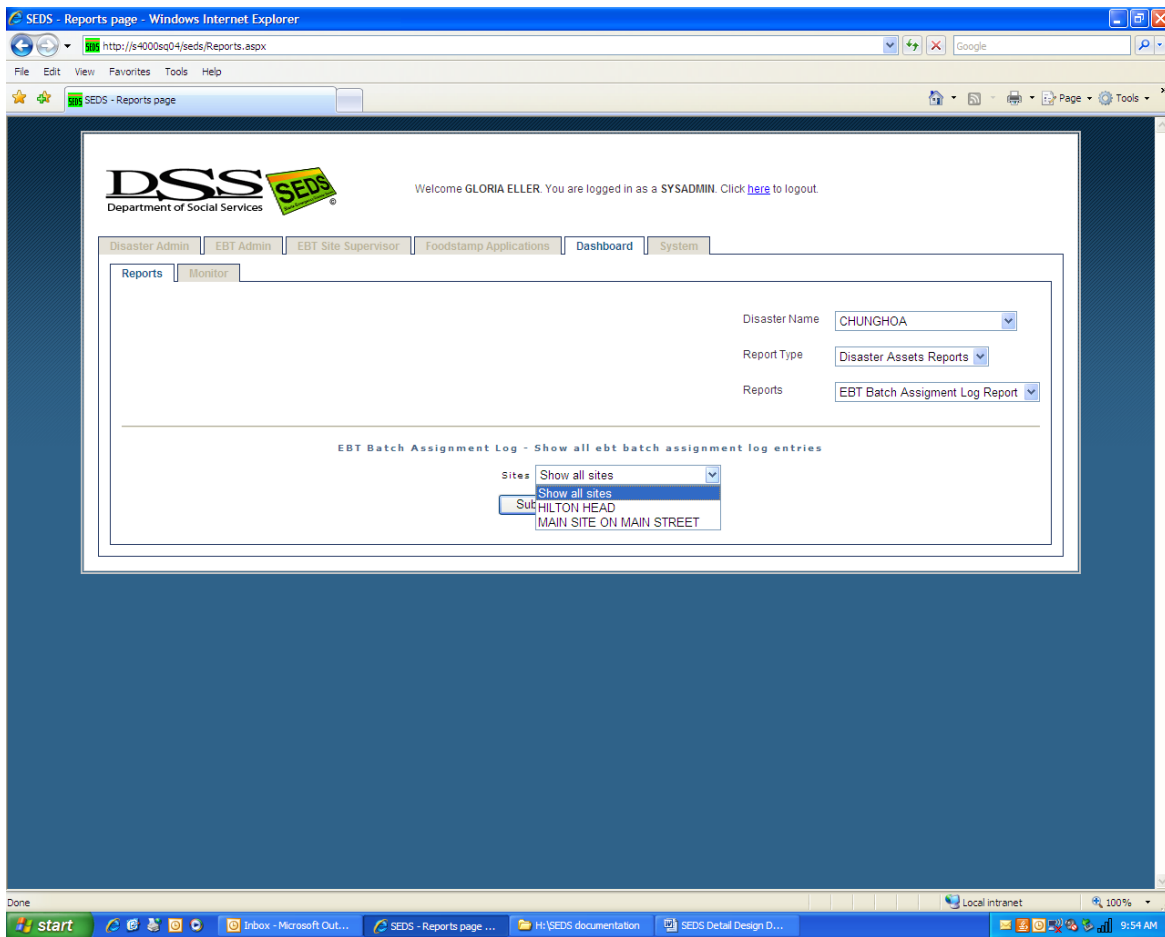 SEDS - Reports page - Windows Internet Explorer
http://s4000sq04/seds/Reports.aspx
Google
File Edit View Favorites Tools Help
SEDS - Reports page
Page Tools
DSS
Department of Social Services
SEDS
©
Welcome GLORIA ELLER. You are logged in as a SYSADMIN. Click here to logout.
Disaster Admin EBT Admin EBT Site Supervisor Foodstamp Applications Dashboard System
Reports Monitor
Disaster Name CHUNGHOA
Report Type Disaster Assets Reports
Reports EBT Batch Assigment Log Report
EBT Batch Assignment Log - Show all ebt batch assignment log entries
Sites Show all sites
Show all sites
Sub
HILTON HEAD
MAIN SITE ON MAIN STREET
Done Local intranet 100%
start Inbox - Microsoft Out... SEDS - Reports page ... H:\SEDS documentation SEDS Detail Design D... 9:54 AM